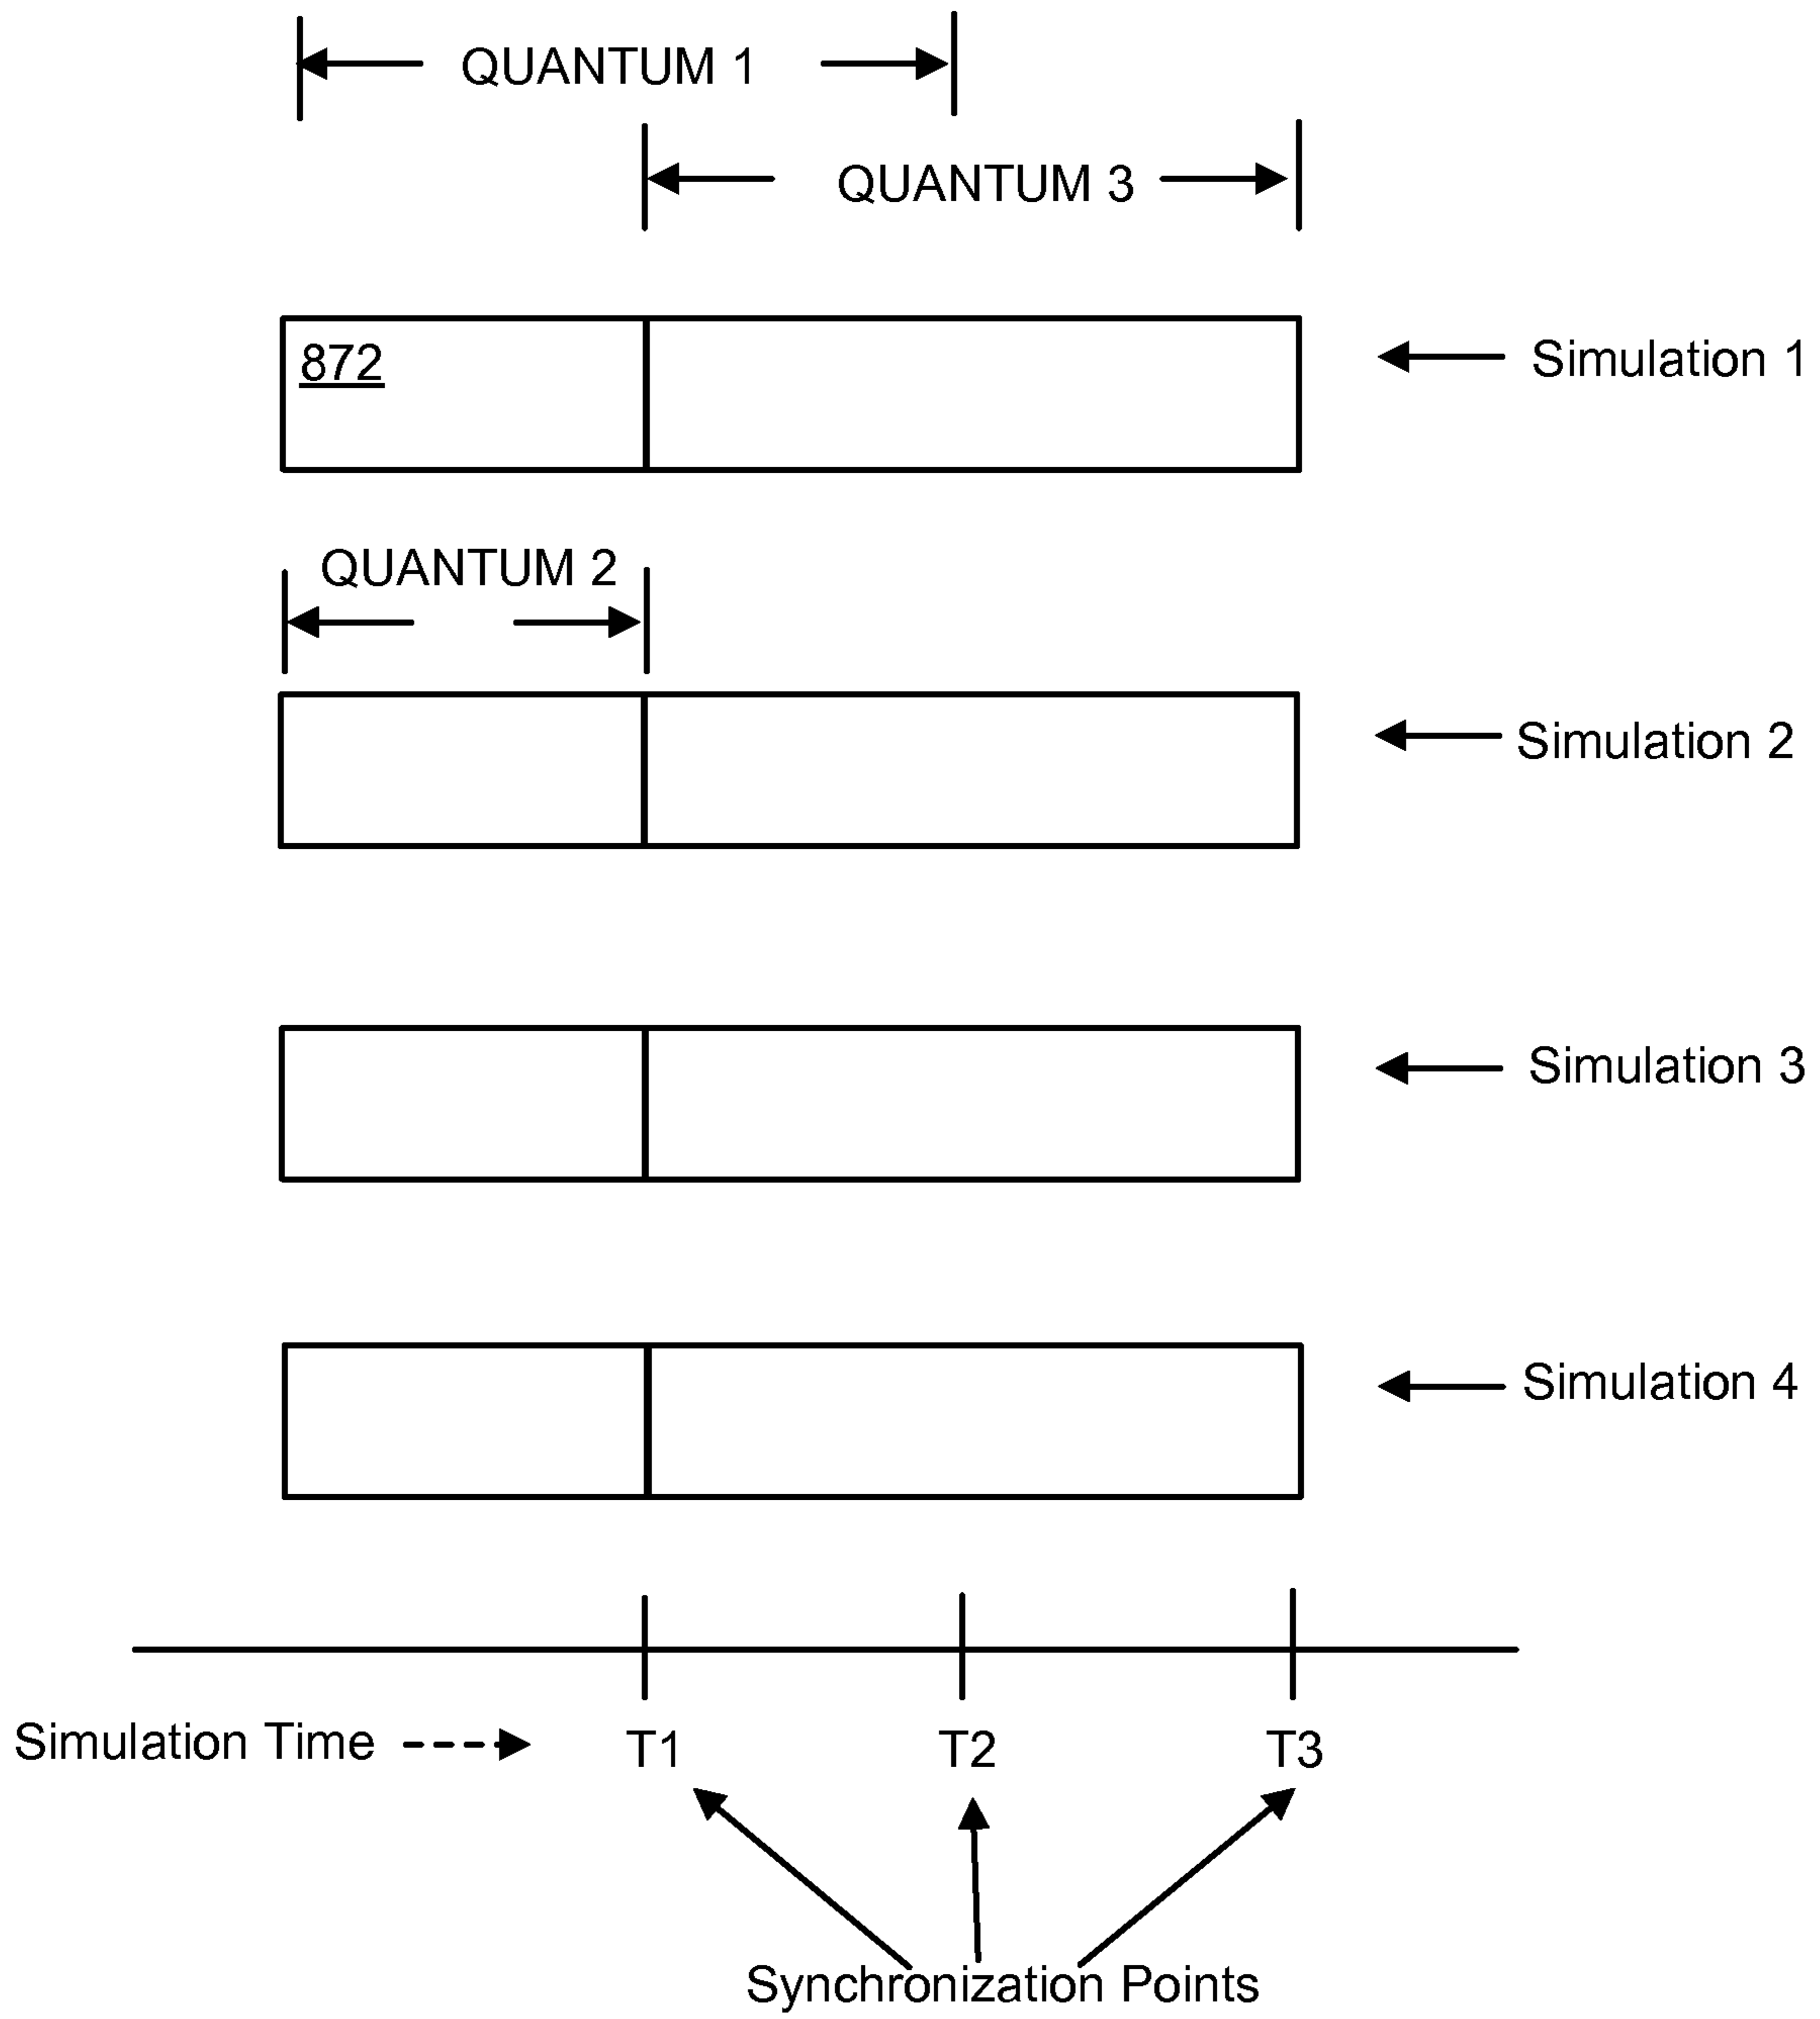 QUANTUM 1
QUANTUM 3
872
Simulation 1
QUANTUM 2
Simulation 2
Simulation 3
Simulation 4
Simulation Time
T1
T2
T3
Synchronization Points